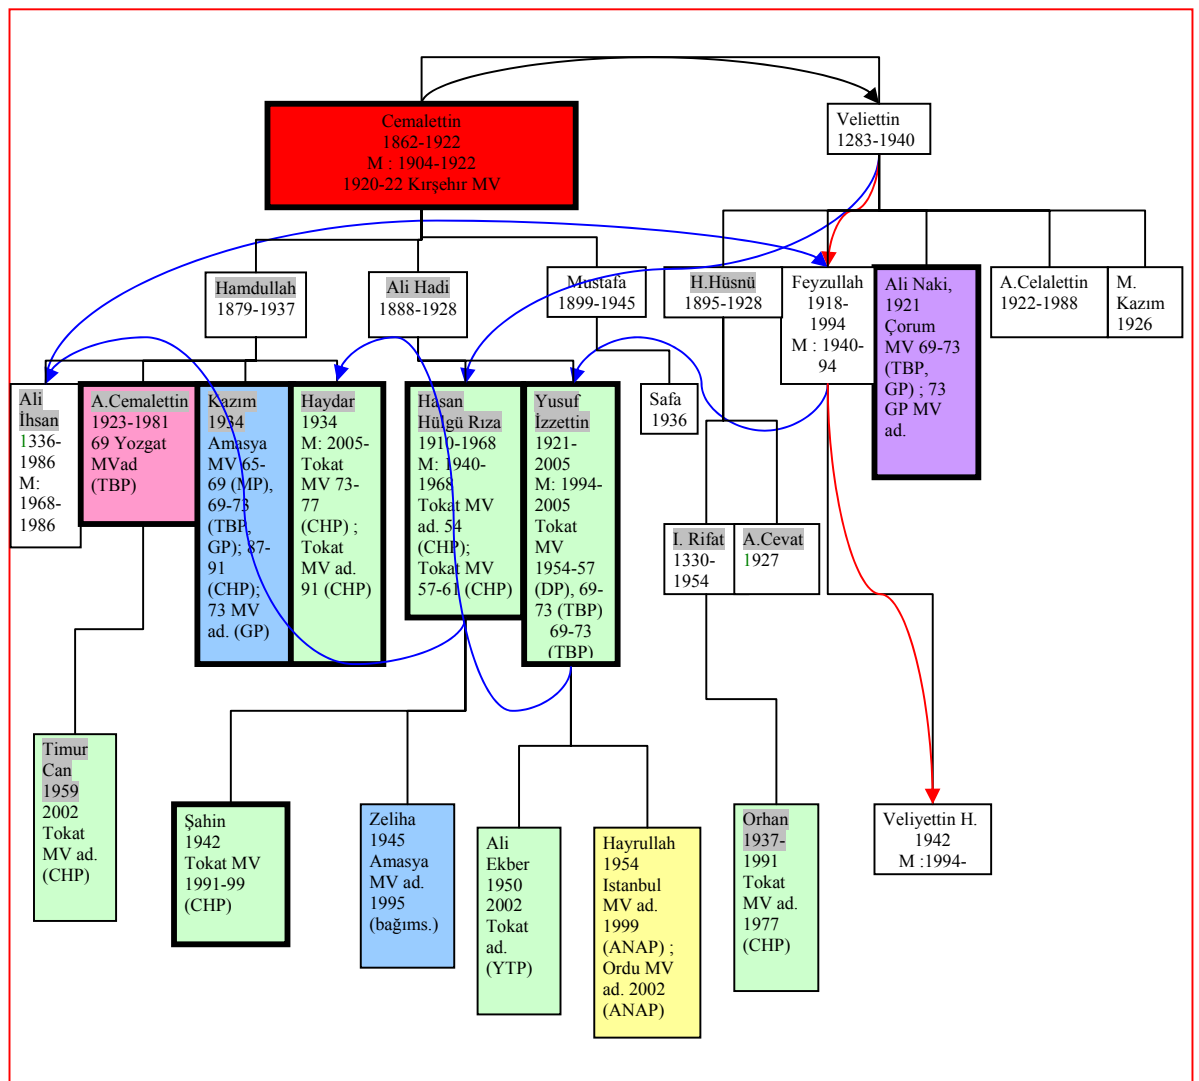 Cemalettin
1862-1922
M : 1904-1922
1920-22 Kırşehir MV
Veliettin
1283-1940
Hamdullah
1879-1937
Ali Hadi
1888-1928
Mustafa
1899-1945
H.Hüsnü
1895-1928
Feyzullah
1918-
1994
M : 1940-
94
Ali Naki,
1921
Çorum
MV 69-73
(TBP,
GP) ; 73
GP MV
ad.
A.Celalettin
1922-1988
M.
Kazım
1926
Ali
İhsan
1336-
1986
M:
1968-
1986
A.Cemalettin
1923-1981
69 Yozgat
MVad
(TBP)
Kazım
1934
Amasya
MV 65-
69 (MP),
69-73
(TBP,
GP); 87-
91
(CHP);
73 MV
ad. (GP)
Haydar
1934
M: 2005-
Tokat
MV 73-
77
(CHP) ;
Tokat
MV ad.
91 (CHP)
Hasan
Hülgü Rıza
1910-1968
M: 1940-
1968
Tokat MV
ad. 54
(CHP);
Tokat MV
57-61 (CHP)
Yusuf
İzzettin
1921-
2005
M: 1994-
2005
Tokat
MV
1954-57
(DP), 69-
73 (TBP)
69-73
(TBP)
Safa
1936
I. Rifat
1330-
1954
A.Cevat
1927
Timur
Can
1959
2002
Tokat
MV ad.
(CHP)
Şahin
1942
Tokat MV
1991-99
(CHP)
Zeliha
1945
Amasya
MV ad.
1995
(bağıms.)
Ali
Ekber
1950
2002
Tokat
ad.
(YTP)
Hayrullah
1954
Istanbul
MV ad.
1999
(ANAP) ;
Ordu MV
ad. 2002
(ANAP)
Orhan
1937-
1991
Tokat
MV ad.
1977
(CHP)
Veliyettin H.
1942
M :1994-